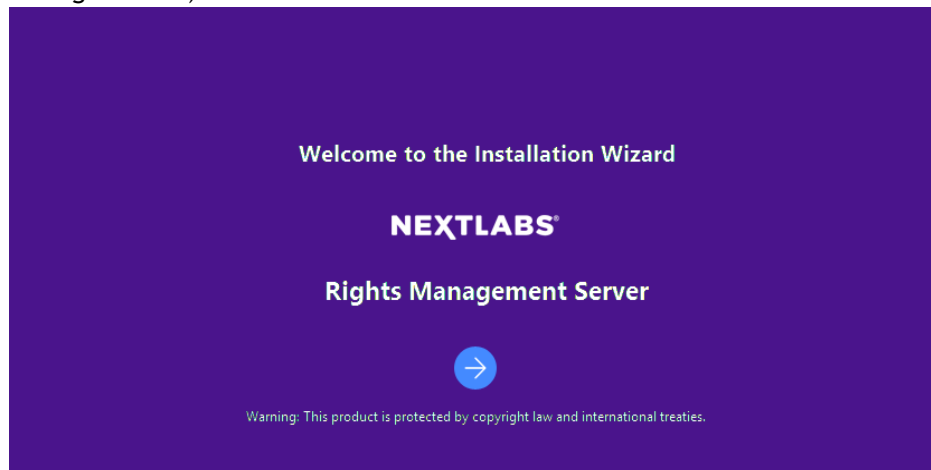 Welcome to the Installation Wizard
NEXTLABS®
Rights Management Server
Warning: This product is protected by copyright law and international treaties.